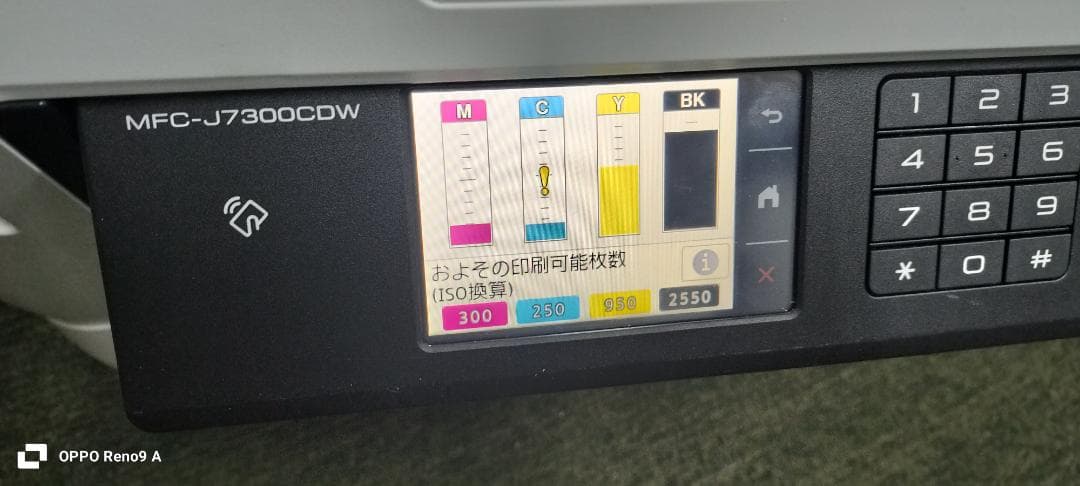 MFC-J7300CDW
M C Y BK
!
およその印刷可能枚数
(ISO換算)
i
300 250 950 2550
1 2 3
4 5 6
7 8 9
* 0 #
OPPO Reno9 A